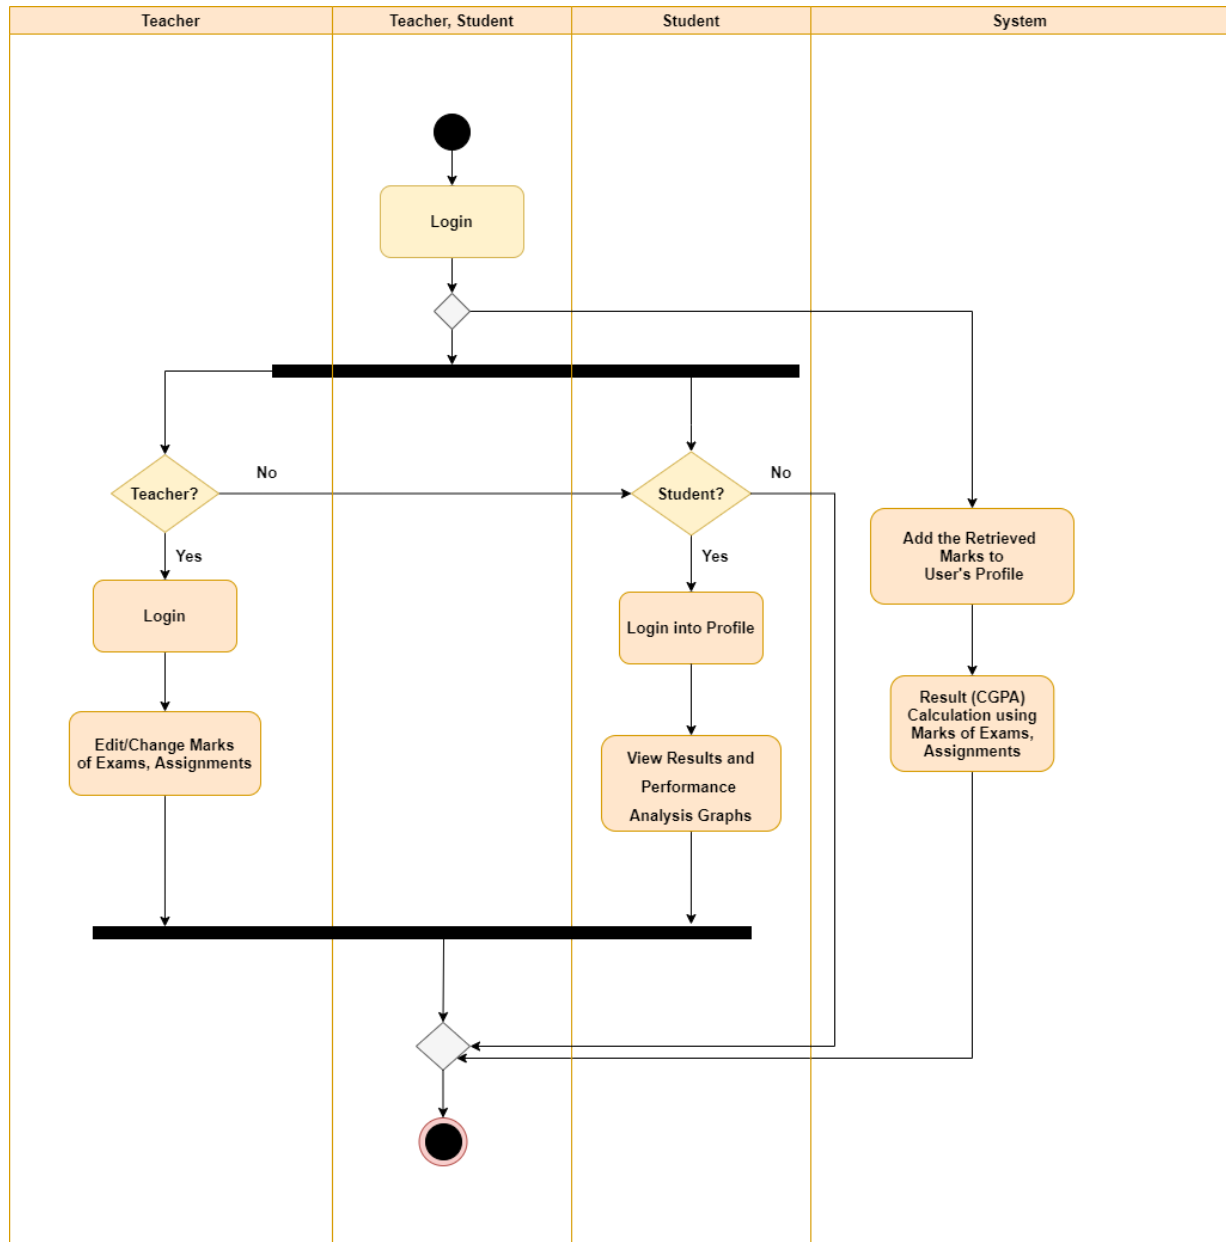 Teacher
Teacher, Student
Student
System
Login
No
No
Teacher?
Student?
Yes
Yes
Add the Retrieved
Marks to
User's Profile
Login
Login into Profile
Result (CGPA)
Calculation using
Marks of Exams,
Assignments
Edit/Change Marks
of Exams, Assignments
View Results and
Performance
Analysis Graphs